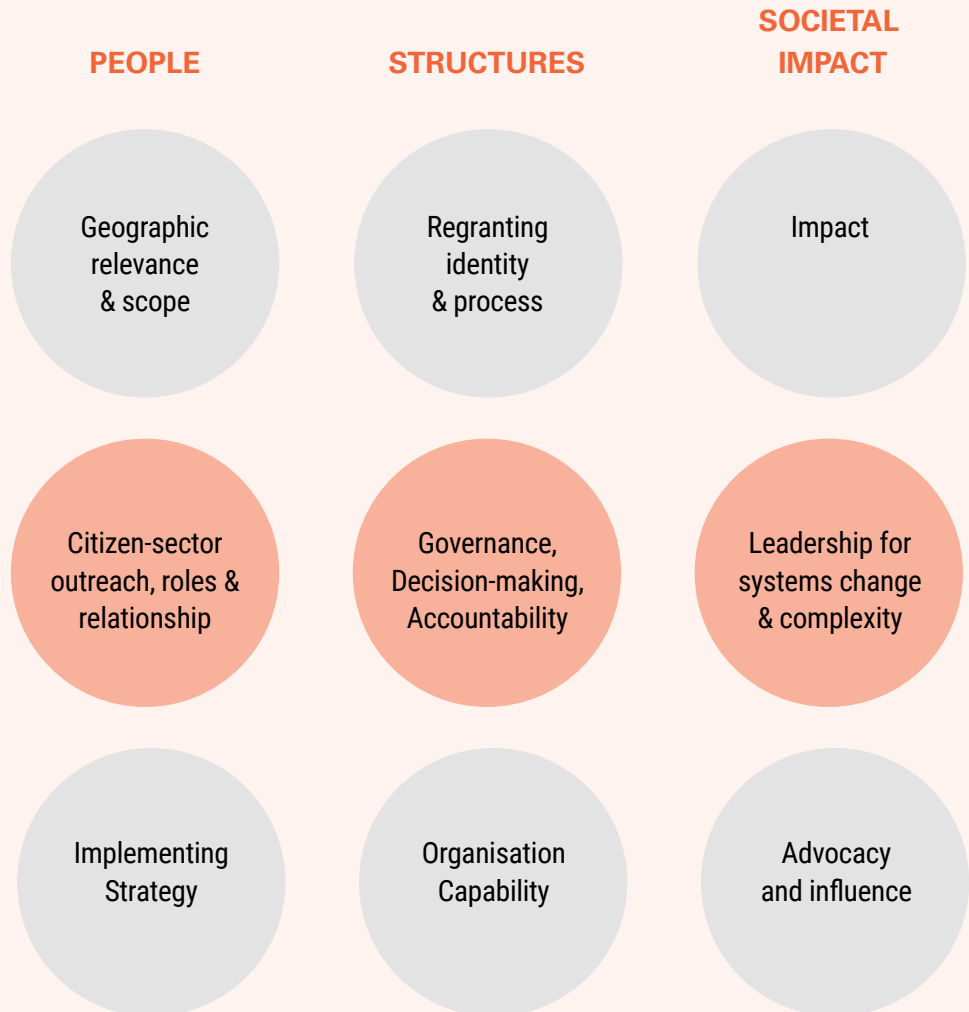 PEOPLE
STRUCTURES
SOCIETAL
IMPACT
Geographic
relevance
& scope
Regranting
identity
& process
Impact
Citizen-sector
outreach, roles &
relationship
Governance,
Decision-making,
Accountability
Leadership for
systems change
& complexity
Implementing
Strategy
Organisation
Capability
Advocacy
and influence